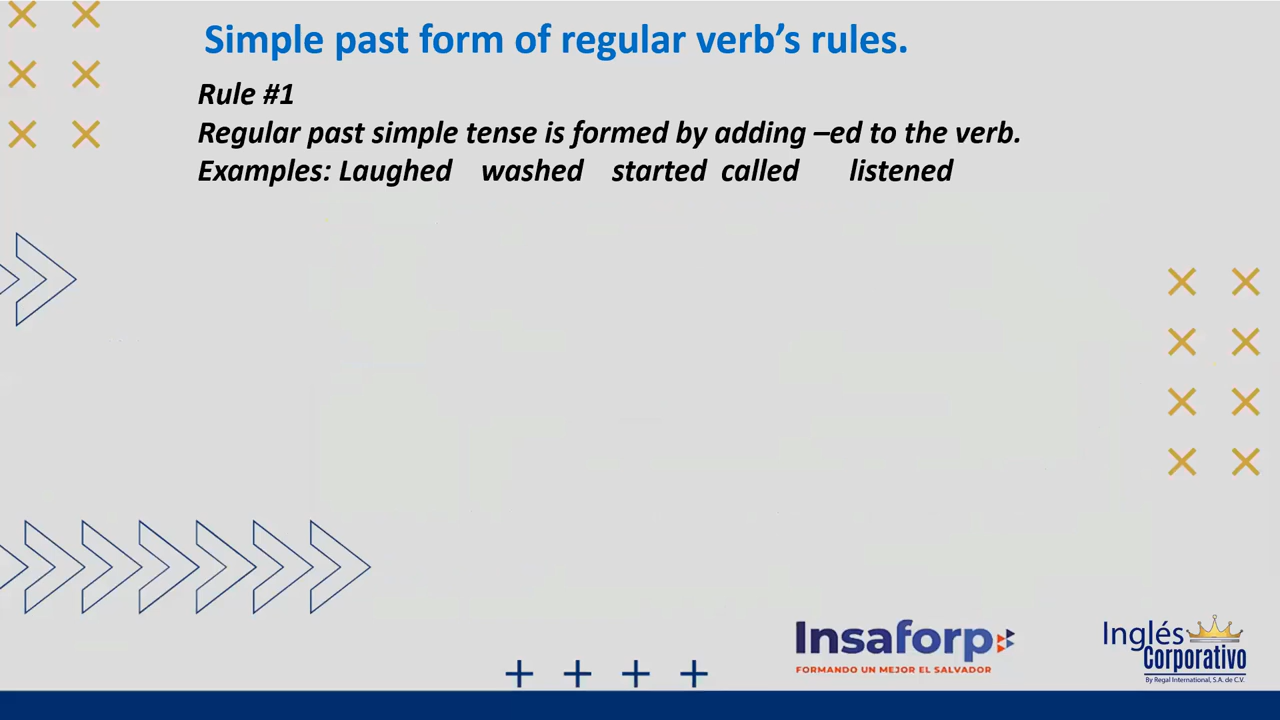 Simple past form of regular verb’s rules.
Rule #1
Regular past simple tense is formed by adding –ed to the verb.
Examples: Laughed washed started called listened
Insaforp
FORMANDO UN MEJOR EL SALVADOR
Inglés
Corporativo
By Regal International, S.A. de C.V.